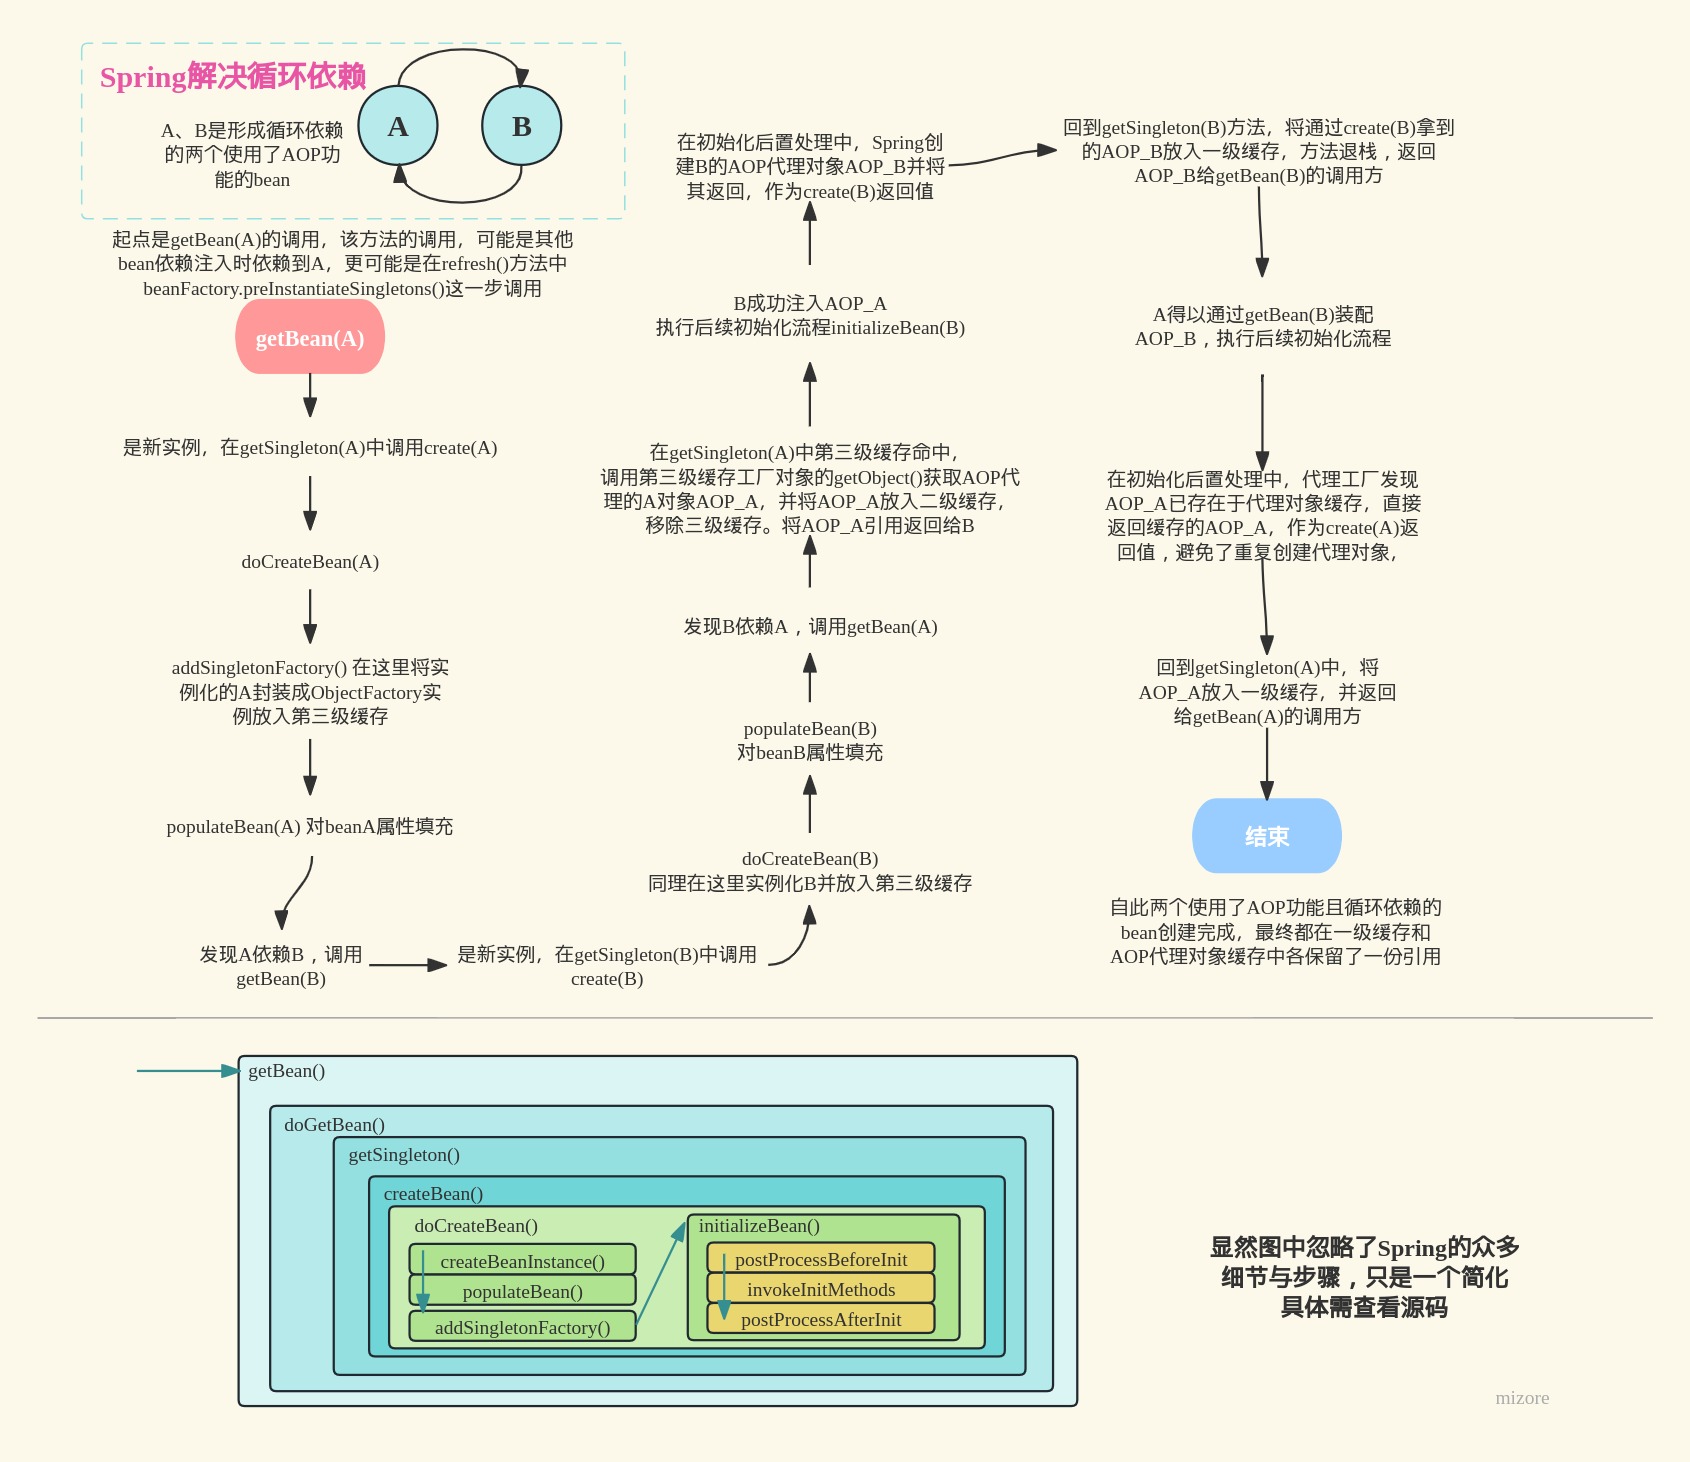 Spring解决循环依赖
A
B
A、B是形成循环依赖
的两个使用了AOP功
能的bean
起点是getBean(A)的调用，该方法的调用，可能是其他
bean依赖注入时依赖到A，更可能是在refresh()方法中
beanFactory.preInstantiateSingletons()这一步调用
getBean(A)
是新实例，在getSingleton(A)中调用create(A)
doCreateBean(A)
addSingletonFactory() 在这里将实
例化的A封装成ObjectFactory实
例放入第三级缓存
populateBean(A) 对beanA属性填充
发现A依赖B，调用
getBean(B)
是新实例，在getSingleton(B)中调用
create(B)
doCreateBean(B)
同理在这里实例化B并放入第三级缓存
populateBean(B)
对beanB属性填充
发现B依赖A，调用getBean(A)
在getSingleton(A)中第三级缓存命中，
调用第三级缓存工厂对象的getObject()获取AOP代
理的A对象AOP_A，并将AOP_A放入二级缓存，
移除三级缓存。将AOP_A引用返回给B
B成功注入AOP_A
执行后续初始化流程initializeBean(B)
在初始化后置处理中，Spring创
建B的AOP代理对象AOP_B并将
其返回，作为create(B)返回值
回到getSingleton(B)方法，将通过create(B)拿到
的AOP_B放入一级缓存，方法退栈，返回
AOP_B给getBean(B)的调用方
A得以通过getBean(B)装配
AOP_B，执行后续初始化流程
在初始化后置处理中，代理工厂发现
AOP_A已存在于代理对象缓存，直接
返回缓存的AOP_A，作为create(A)返
回值，避免了重复创建代理对象，
回到getSingleton(A)中，将
AOP_A放入一级缓存，并返回
给getBean(A)的调用方
结束
自此两个使用了AOP功能且循环依赖的
bean创建完成，最终都在一级缓存和
AOP代理对象缓存中各保留了一份引用
getBean()
doGetBean()
getSingleton()
createBean()
doCreateBean()
createBeanInstance()
populateBean()
addSingletonFactory()
initializeBean()
postProcessBeforeInit
invokeInitMethods
postProcessAfterInit
显然图中忽略了Spring的众多
细节与步骤，只是一个简化
具体需查看源码
mizore